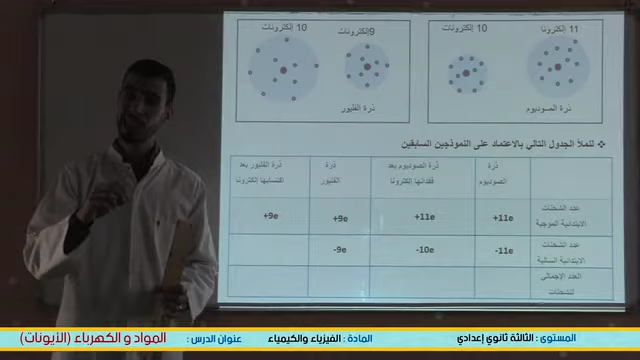 11 إلكترونا
10 إلكترونات
ذرة الصوديوم
9إلكترونات
10 إلكترونات
ذرة الفليور
❖ لنملأ الجدول التالي بالاعتماد على النموذجين السابقين
ذرة الصوديوم
ذرة الصوديوم بعد فقدانها إلكترونا
ذرة الفليور
ذرة الفليور بعد اكتسابها إلكترونا
عدد الشحنات الابتدائية الموجبة
+11e
+11e
+9e
+9e
عدد الشحنات الابتدائية السالبة
-11e
-10e
-9e
العدد الإجمالي للشحنات
المستوى : الثالثة ثانوي إعدادي
المادة : الفيزياء والكيمياء
عنوان الدرس : المواد و الكهرباء (الأيونات)